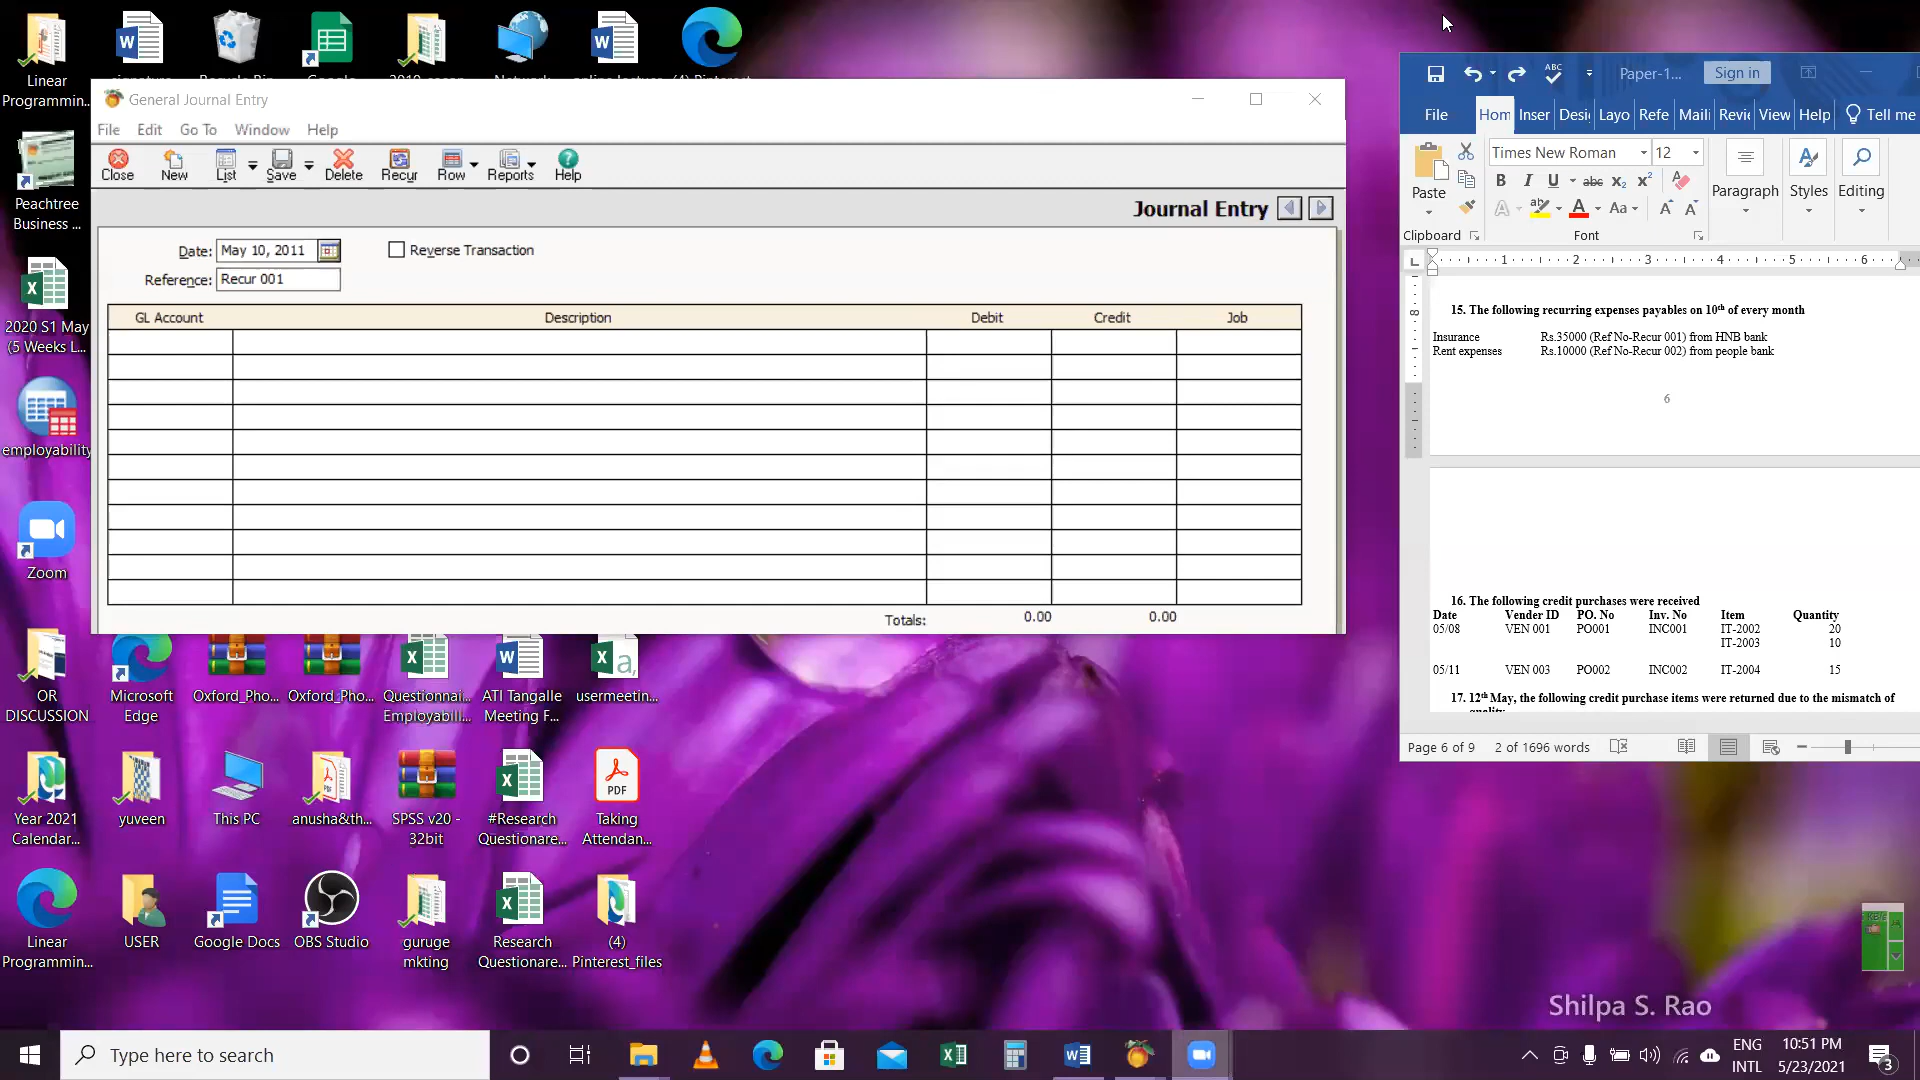 Linear
Programmin...
Peachtree
Business ...
2020 S1 May
(5 Weeks L...
employability
Zoom
OR
DISCUSSION
Year 2021
Calendar...
Linear
Programmin...
General Journal Entry
File Edit Go To Window Help
Close New List Save Delete Recur Row Reports Help
Journal Entry
Date: May 10, 2011 Reverse Transaction
Reference: Recur 001
GL Account Description Debit Credit Job
Totals: 0.00 0.00
Microsoft
Edge
Oxford_Pho...
Oxford_Pho...
Questionnai...
Employabili...
ATI Tangalle
Meeting F...
usermeetin...
yuveen
This PC
anusha&th...
SPSS v20 -
32bit
#Research
Questionare...
PDF
Taking
Attendan...
USER
Google Docs
OBS Studio
guruge
mkting
Research
Questionare...
(4)
Pinterest_files
Paper-1... Sign in
File Hom Inser Desi Layo Refe Maili Revi View Help Tell me
Times New Roman 12
Paste
Paragraph Styles Editing
Clipboard Font
1 2 3 4 5 6
15. The following recurring expenses payables on 10th of every month
Insurance Rs.35000 (Ref No-Recur 001) from HNB bank
Rent expenses Rs.10000 (Ref No-Recur 002) from people bank
6
16. The following credit purchases were received
Date Vender ID PO. No Inv. No Item Quantity
05/08 VEN 001 PO001 INC001 IT-2002 20
IT-2003 10
05/11 VEN 003 PO002 INC002 IT-2004 15
17. 12th May, the following credit purchase items were returned due to the mismatch of
Page 6 of 9 2 of 1696 words
Shilpa S. Rao
Type here to search
ENG
INTL
10:51 PM
5/23/2021
3